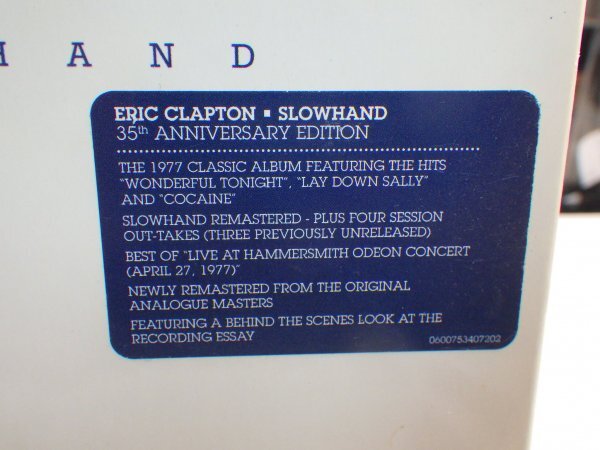 HAND
ERIC CLAPTON ▪ SLOWHAND
35th ANNIVERSARY EDITION
THE 1977 CLASSIC ALBUM FEATURING THE HITS
"WONDERFUL TONIGHT", "LAY DOWN SALLY"
AND "COCAINE"
SLOWHAND REMASTERED - PLUS FOUR SESSION
OUT-TAKES (THREE PREVIOUSLY UNRELEASED)
BEST OF "LIVE AT HAMMERSMITH ODEON CONCERT
(APRIL 27, 1977)"
NEWLY REMASTERED FROM THE ORIGINAL
ANALOGUE MASTERS
FEATURING A BEHIND THE SCENES LOOK AT THE
RECORDING ESSAY
0600753407202